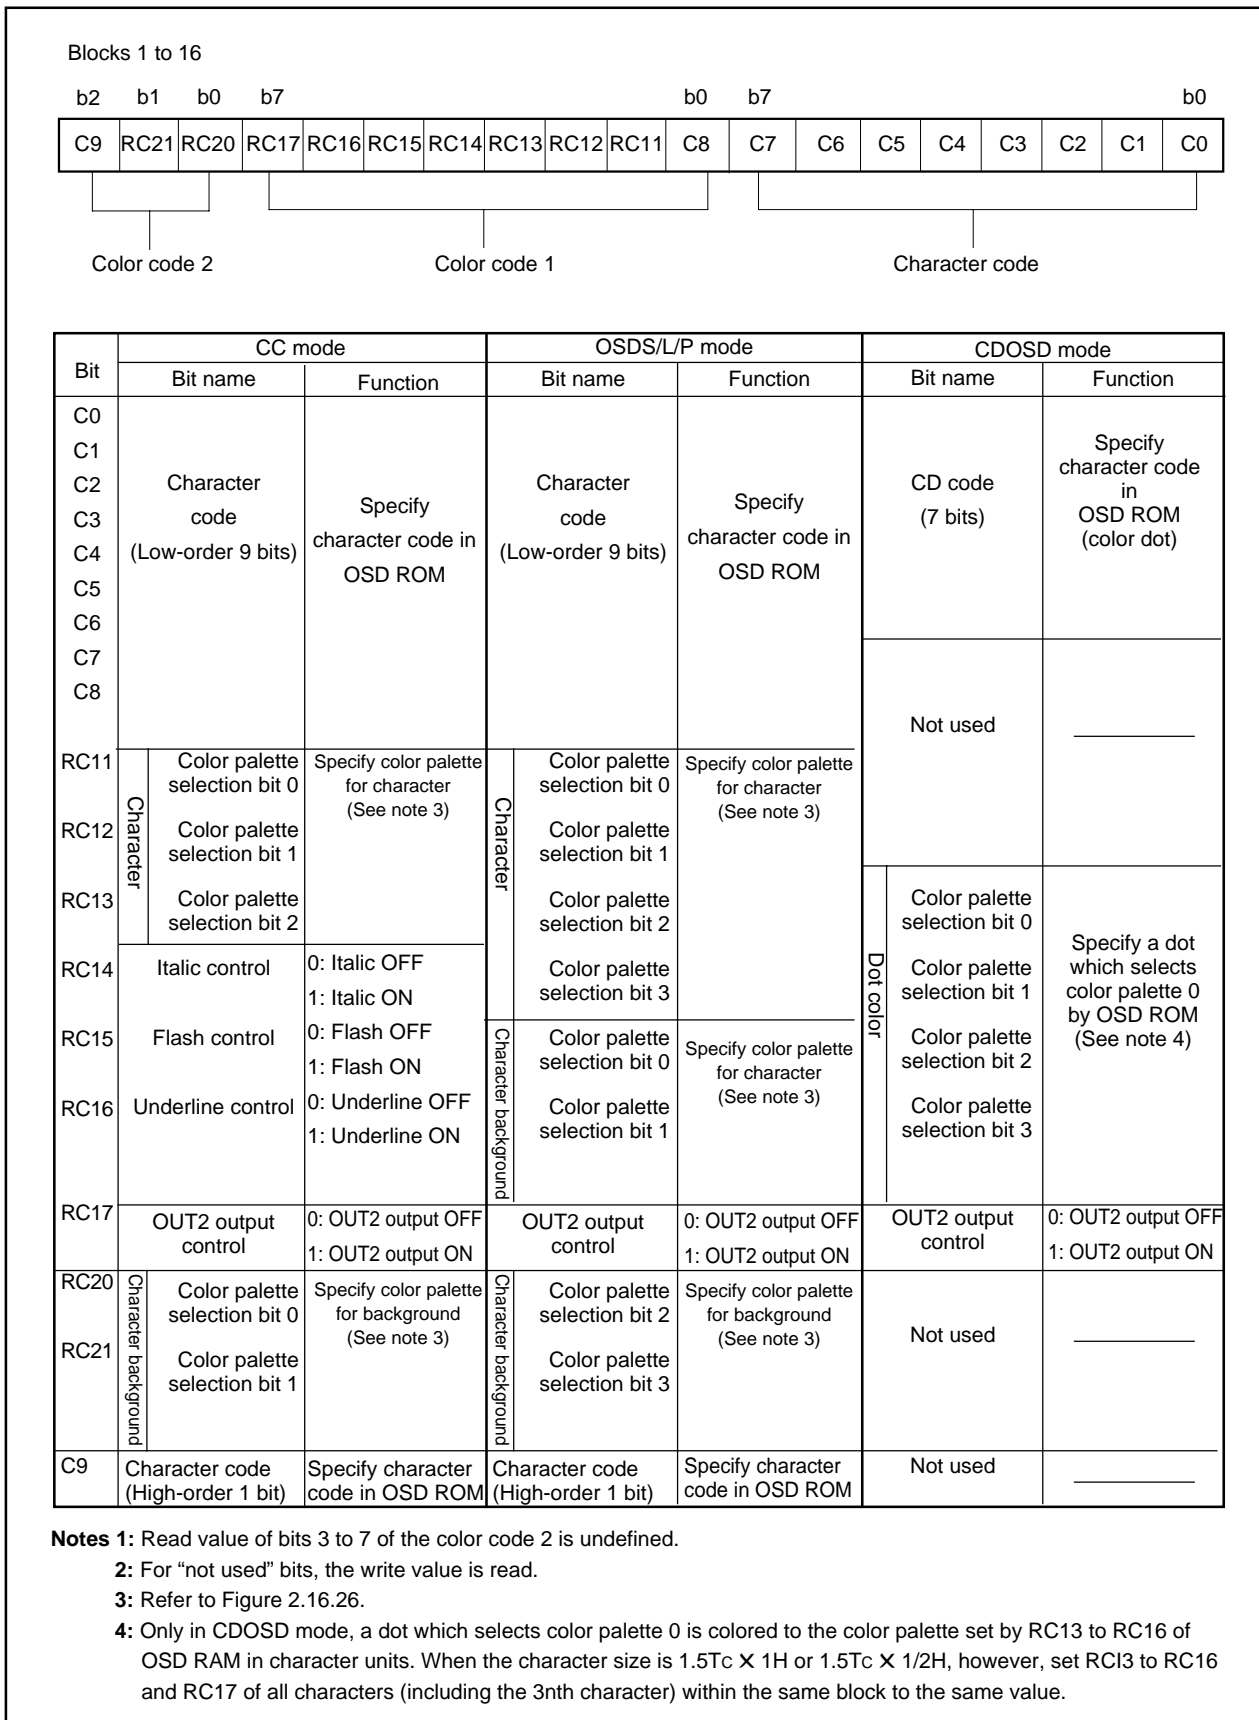 Blocks 1 to 16
b2 b1 b0 b7 b0 b7 b0
C9 RC21 RC20 RC17 RC16 RC15 RC14 RC13 RC12 RC11 C8 C7 C6 C5 C4 C3 C2 C1 C0
Color code 2 Color code 1 Character code
Bit CC mode OSDS/L/P mode CDOSD mode
Bit name Function Bit name Function Bit name Function
C0
C1
C2
C3
C4
C5
C6
C7
C8
Character
code
(Low-order 9 bits)
Specify
character code in
OSD ROM
Character
code
(Low-order 9 bits)
Specify
character code in
OSD ROM
CD code
(7 bits)
Specify
character code
in
OSD ROM
(color dot)
Not used
RC11
RC12
RC13
Character
Color palette
selection bit 0
Color palette
selection bit 1
Color palette
selection bit 2
Specify color palette
for character
(See note 3)
Character
Color palette
selection bit 0
Color palette
selection bit 1
Color palette
selection bit 2
Color palette
selection bit 3
Specify color palette
for character
(See note 3)
Dot color
Color palette
selection bit 0
Color palette
selection bit 1
Color palette
selection bit 2
Color palette
selection bit 3
Specify a dot
which selects
color palette 0
by OSD ROM
(See note 4)
RC14
Italic control
0: Italic OFF
1: Italic ON
RC15
Flash control
0: Flash OFF
1: Flash ON
RC16
Underline control
0: Underline OFF
1: Underline ON
Character background
Color palette
selection bit 0
Color palette
selection bit 1
Specify color palette
for character
(See note 3)
RC17
OUT2 output
control
0: OUT2 output OFF
1: OUT2 output ON
OUT2 output
control
0: OUT2 output OFF
1: OUT2 output ON
OUT2 output
control
0: OUT2 output OFF
1: OUT2 output ON
RC20
RC21
Character background
Color palette
selection bit 0
Color palette
selection bit 1
Specify color palette
for background
(See note 3)
Character background
Color palette
selection bit 2
Color palette
selection bit 3
Specify color palette
for background
(See note 3)
Not used
C9
Character code
(High-order 1 bit)
Specify character
code in OSD ROM
Character code
(High-order 1 bit)
Specify character
code in OSD ROM
Not used
Notes 1: Read value of bits 3 to 7 of the color code 2 is undefined.
2: For “not used” bits, the write value is read.
3: Refer to Figure 2.16.26.
4: Only in CDOSD mode, a dot which selects color palette 0 is colored to the color palette set by RC13 to RC16 of
OSD RAM in character units. When the character size is 1.5TC ✕ 1H or 1.5TC ✕ 1/2H, however, set RCI3 to RC16
and RC17 of all characters (including the 3nth character) within the same block to the same value.